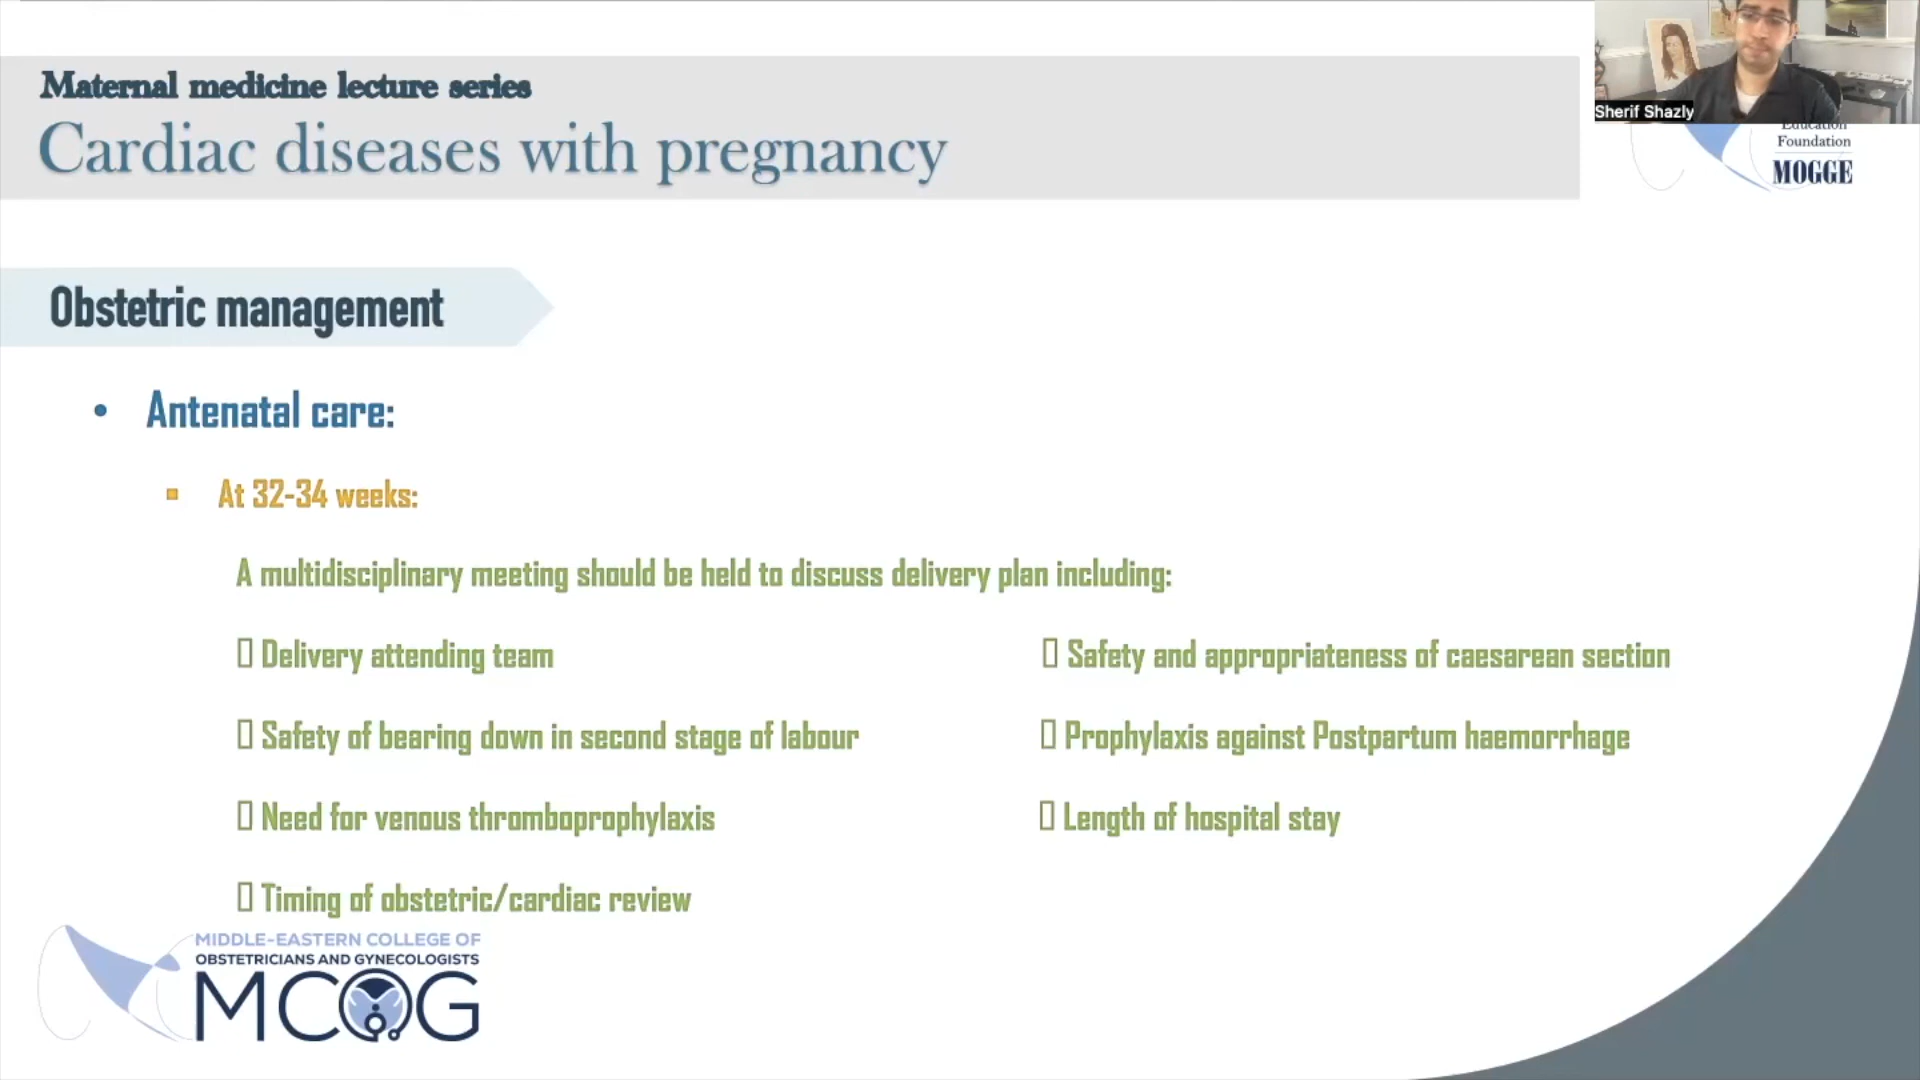 Maternal medicine lecture series
Cardiac diseases with pregnancy
Sherif Shazly
Education
Foundation
MOGGE
Obstetric management
• Antenatal care:
▪ At 32-34 weeks:
A multidisciplinary meeting should be held to discuss delivery plan including:
Delivery attending team
Safety and appropriateness of caesarean section
Safety of bearing down in second stage of labour
Prophylaxis against Postpartum haemorrhage
Need for venous thromboprophylaxis
Length of hospital stay
Timing of obstetric/cardiac review
MIDDLE-EASTERN COLLEGE OF
OBSTETRICIANS AND GYNECOLOGISTS
MCOG